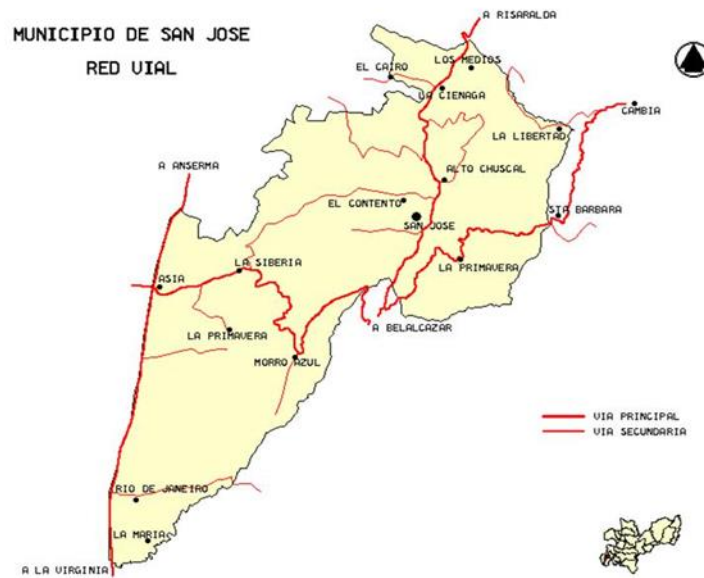 A RISARALDA
MUNICIPIO DE SAN JOSE
RED VIAL
LOS MEDIOS
EL CAIRO
LA CIENAGA
CAMBIA
LA LIBERTAD
A ANSERMA
ALTO CHUSCAL
EL CONTENTO
STA BARBARA
SAN JOSE
LA SIBERIA
LA PRIMAVERA
ASIA
A BELALCAZAR
LA PRIMAVERA
MORRO AZUL
VIA PRINCIPAL
VIA SECUNDARIA
RIO DE JANEIRO
LA MARIA
A LA VIRGINIA